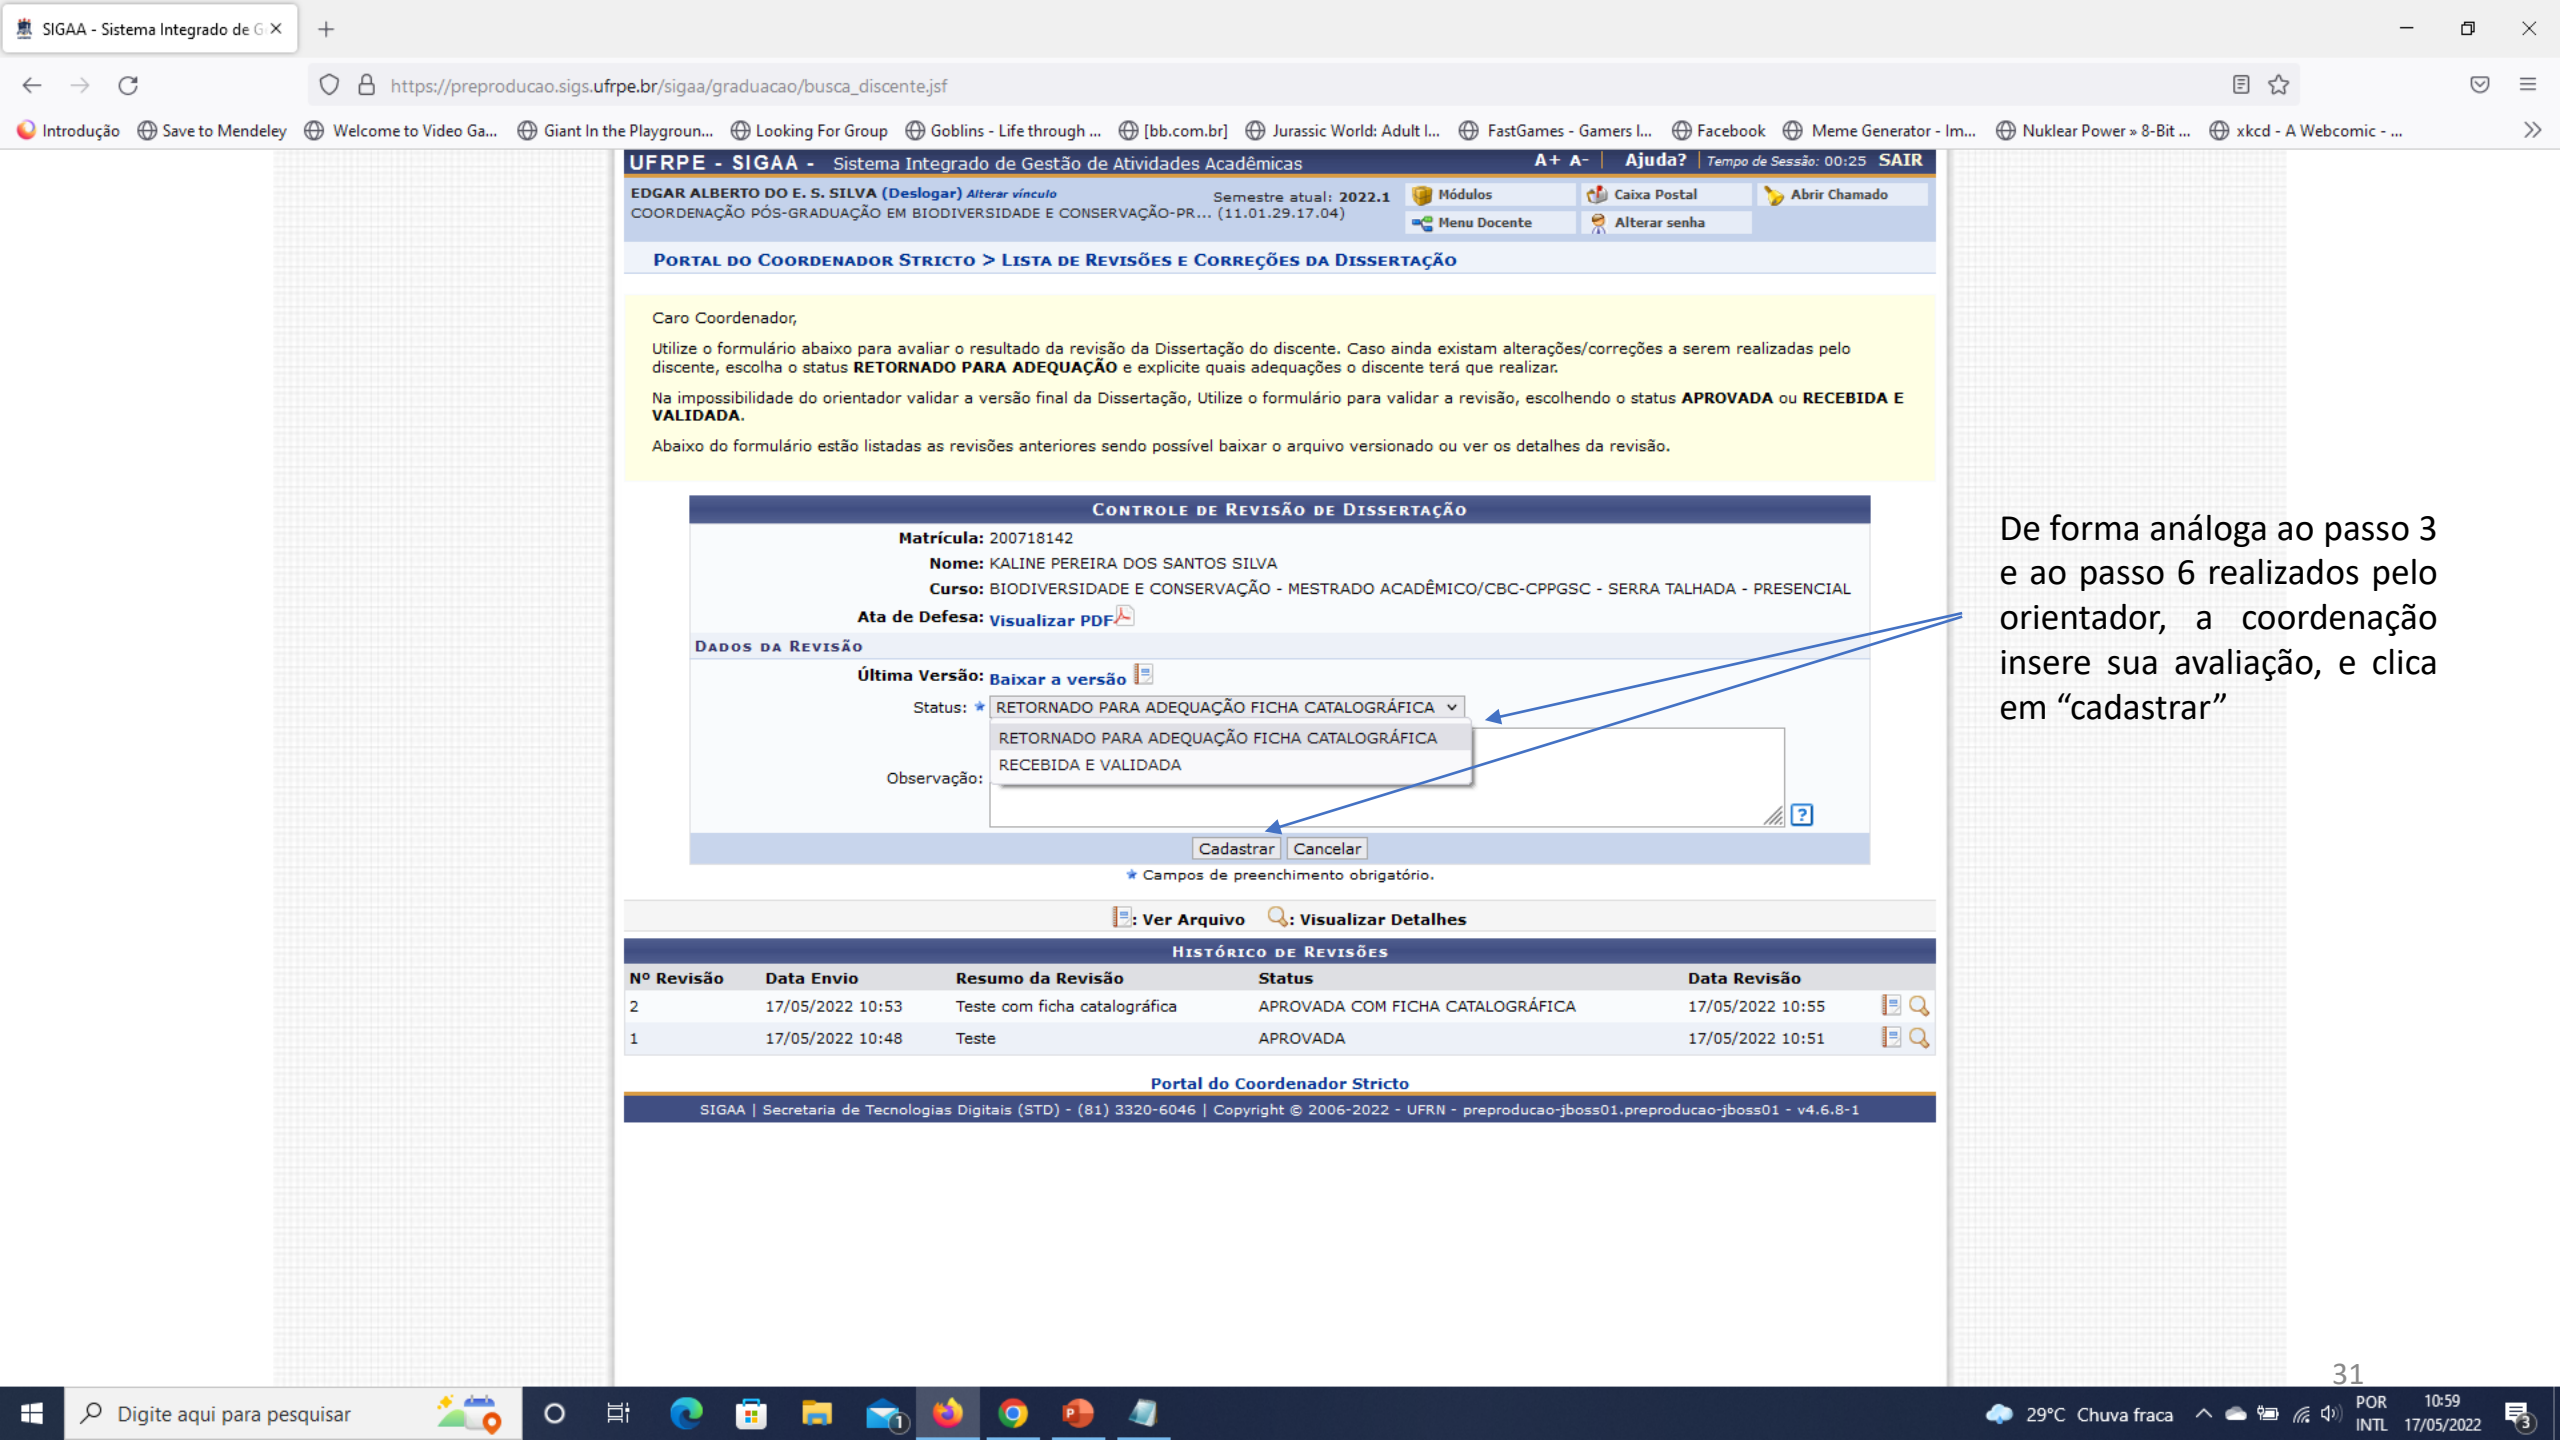 SIGAA - Sistema Integrado de G
https://preproducao.sigs.ufrpe.br/sigaa/graduacao/busca_discente.jsf
Introdução Save to Mendeley Welcome to Video Ga... Giant In the Playgroun... Looking For Group Goblins - Life through ... [bb.com.br] Jurassic World: Adult I... FastGames - Gamers I... Facebook Meme Generator - Im... Nuklear Power » 8-Bit ... xkcd - A Webcomic - ...
UFRPE - SIGAA - Sistema Integrado de Gestão de Atividades Acadêmicas A+ A- | Ajuda? | Tempo de Sessão: 00:25 SAIR
EDGAR ALBERTO DO E. S. SILVA (Deslogar) Alterar vínculo Semestre atual: 2022.1 Módulos Caixa Postal Abrir Chamado
COORDENAÇÃO PÓS-GRADUAÇÃO EM BIODIVERSIDADE E CONSERVAÇÃO-PR... (11.01.29.17.04)
Menu Docente Alterar senha
PORTAL DO COORDENADOR STRICTO > LISTA DE REVISÕES E CORREÇÕES DA DISSERTAÇÃO
Caro Coordenador,
Utilize o formulário abaixo para avaliar o resultado da revisão da Dissertação do discente. Caso ainda existam alterações/correções a serem realizadas pelo
discente, escolha o status RETORNADO PARA ADEQUAÇÃO e explicite quais adequações o discente terá que realizar.
Na impossibilidade do orientador validar a versão final da Dissertação, Utilize o formulário para validar a revisão, escolhendo o status APROVADA ou RECEBIDA E
VALIDADA.
Abaixo do formulário estão listadas as revisões anteriores sendo possível baixar o arquivo versionado ou ver os detalhes da revisão.
CONTROLE DE REVISÃO DE DISSERTAÇÃO
Matrícula: 200718142
Nome: KALINE PEREIRA DOS SANTOS SILVA
Curso: BIODIVERSIDADE E CONSERVAÇÃO - MESTRADO ACADÊMICO/CBC-CPPGSC - SERRA TALHADA - PRESENCIAL
Ata de Defesa: Visualizar PDF
DADOS DA REVISÃO
Última Versão: Baixar a versão
Status: RETORNADO PARA ADEQUAÇÃO FICHA CATALOGRÁFICA
RETORNADO PARA ADEQUAÇÃO FICHA CATALOGRÁFICA
RECEBIDA E VALIDADA
Observação:
?
Cadastrar Cancelar
Campos de preenchimento obrigatório.
: Ver Arquivo : Visualizar Detalhes
HISTÓRICO DE REVISÕES
Nº Revisão Data Envio Resumo da Revisão Status Data Revisão
2 17/05/2022 10:53 Teste com ficha catalográfica APROVADA COM FICHA CATALOGRÁFICA 17/05/2022 10:55
1 17/05/2022 10:48 Teste APROVADA 17/05/2022 10:51
Portal do Coordenador Stricto
SIGAA | Secretaria de Tecnologias Digitais (STD) - (81) 3320-6046 | Copyright © 2006-2022 - UFRN - preproducao-jboss01.preproducao-jboss01 - v4.6.8-1
De forma análoga ao passo 3
e ao passo 6 realizados pelo
orientador, a coordenação
insere sua avaliação, e clica
em “cadastrar”
31
Digite aqui para pesquisar
1
29°C Chuva fraca
POR
INTL
10:59
17/05/2022
3